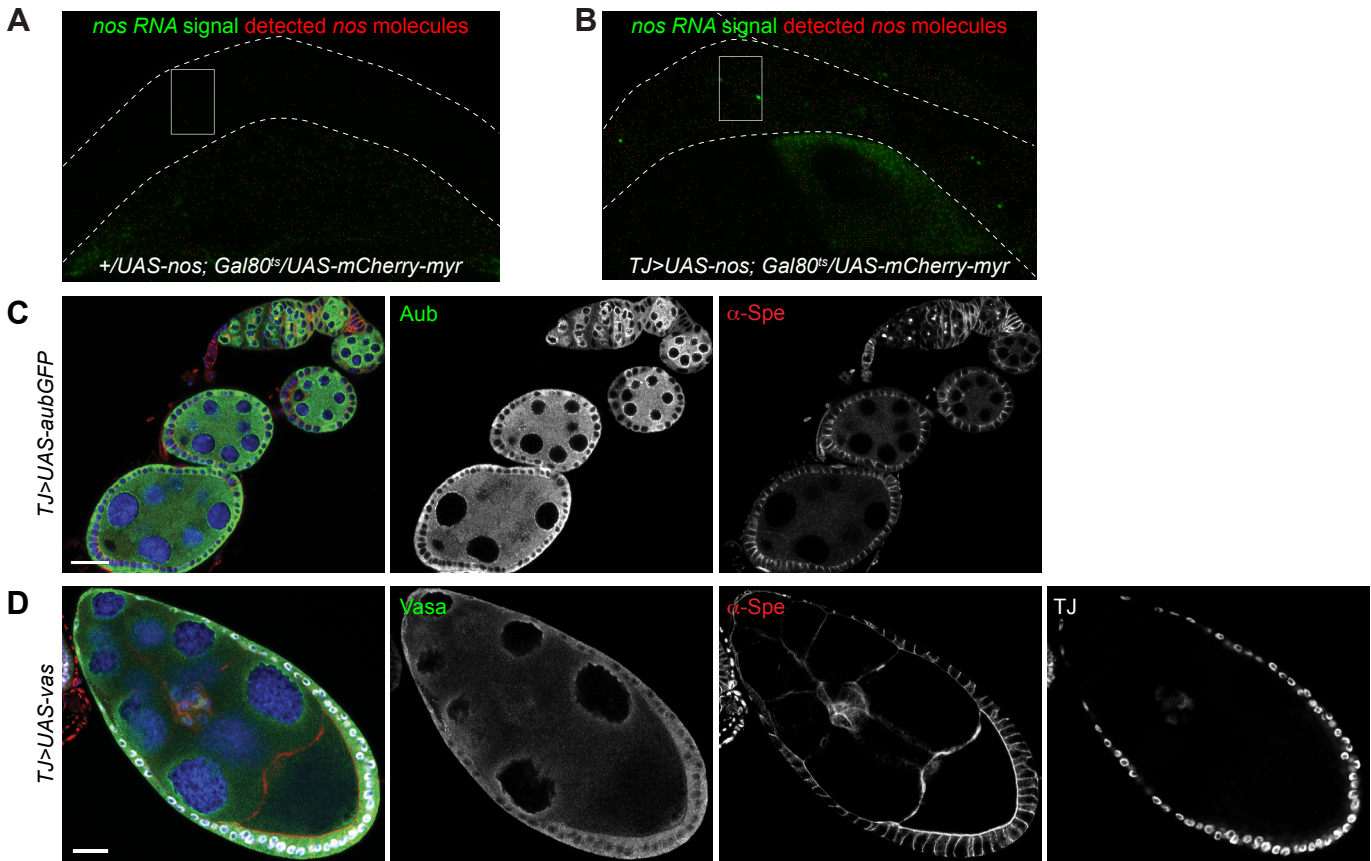 A
nos RNA signal detected nos molecules
+/UAS-nos; Gal80ts/UAS-mCherry-myr
B
nos RNA signal detected nos molecules
TJ>UAS-nos; Gal80ts/UAS-mCherry-myr
C
TJ>UAS-aubGFP
Aub
α-Spe
D
TJ>UAS-vas
Vasa
α-Spe
TJ